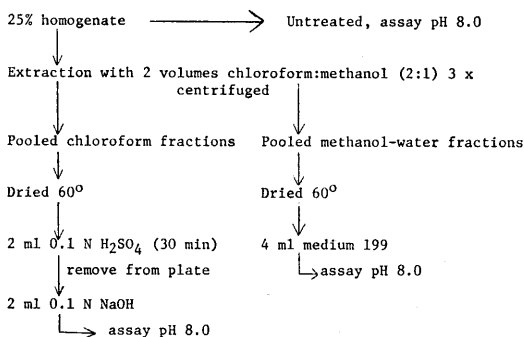 25% homogenate
Untreated, assay pH 8.0
Extraction with 2 volumes chloroform:methanol (2:1) 3 x
centrifuged
Pooled chloroform fractions
Pooled methanol-water fractions
Dried 60°
Dried 60°
2 ml 0.1 N H₂SO₄ (30 min)
4 ml medium 199
remove from plate
assay pH 8.0
2 ml 0.1 N NaOH
assay pH 8.0